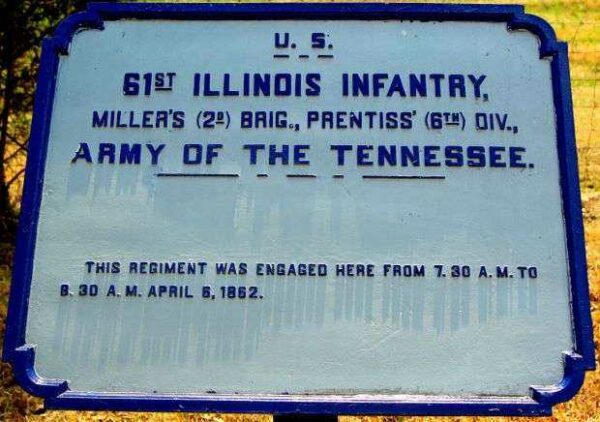 U. S.
61ST ILLINOIS INFANTRY,
MILLER'S (2D) BRIG., PRENTISS' (6TH) DIV.,
ARMY OF THE TENNESSEE.
THIS REGIMENT WAS ENGAGED HERE FROM 7.30 A.M. TO
8.30 A.M. APRIL 6, 1862.